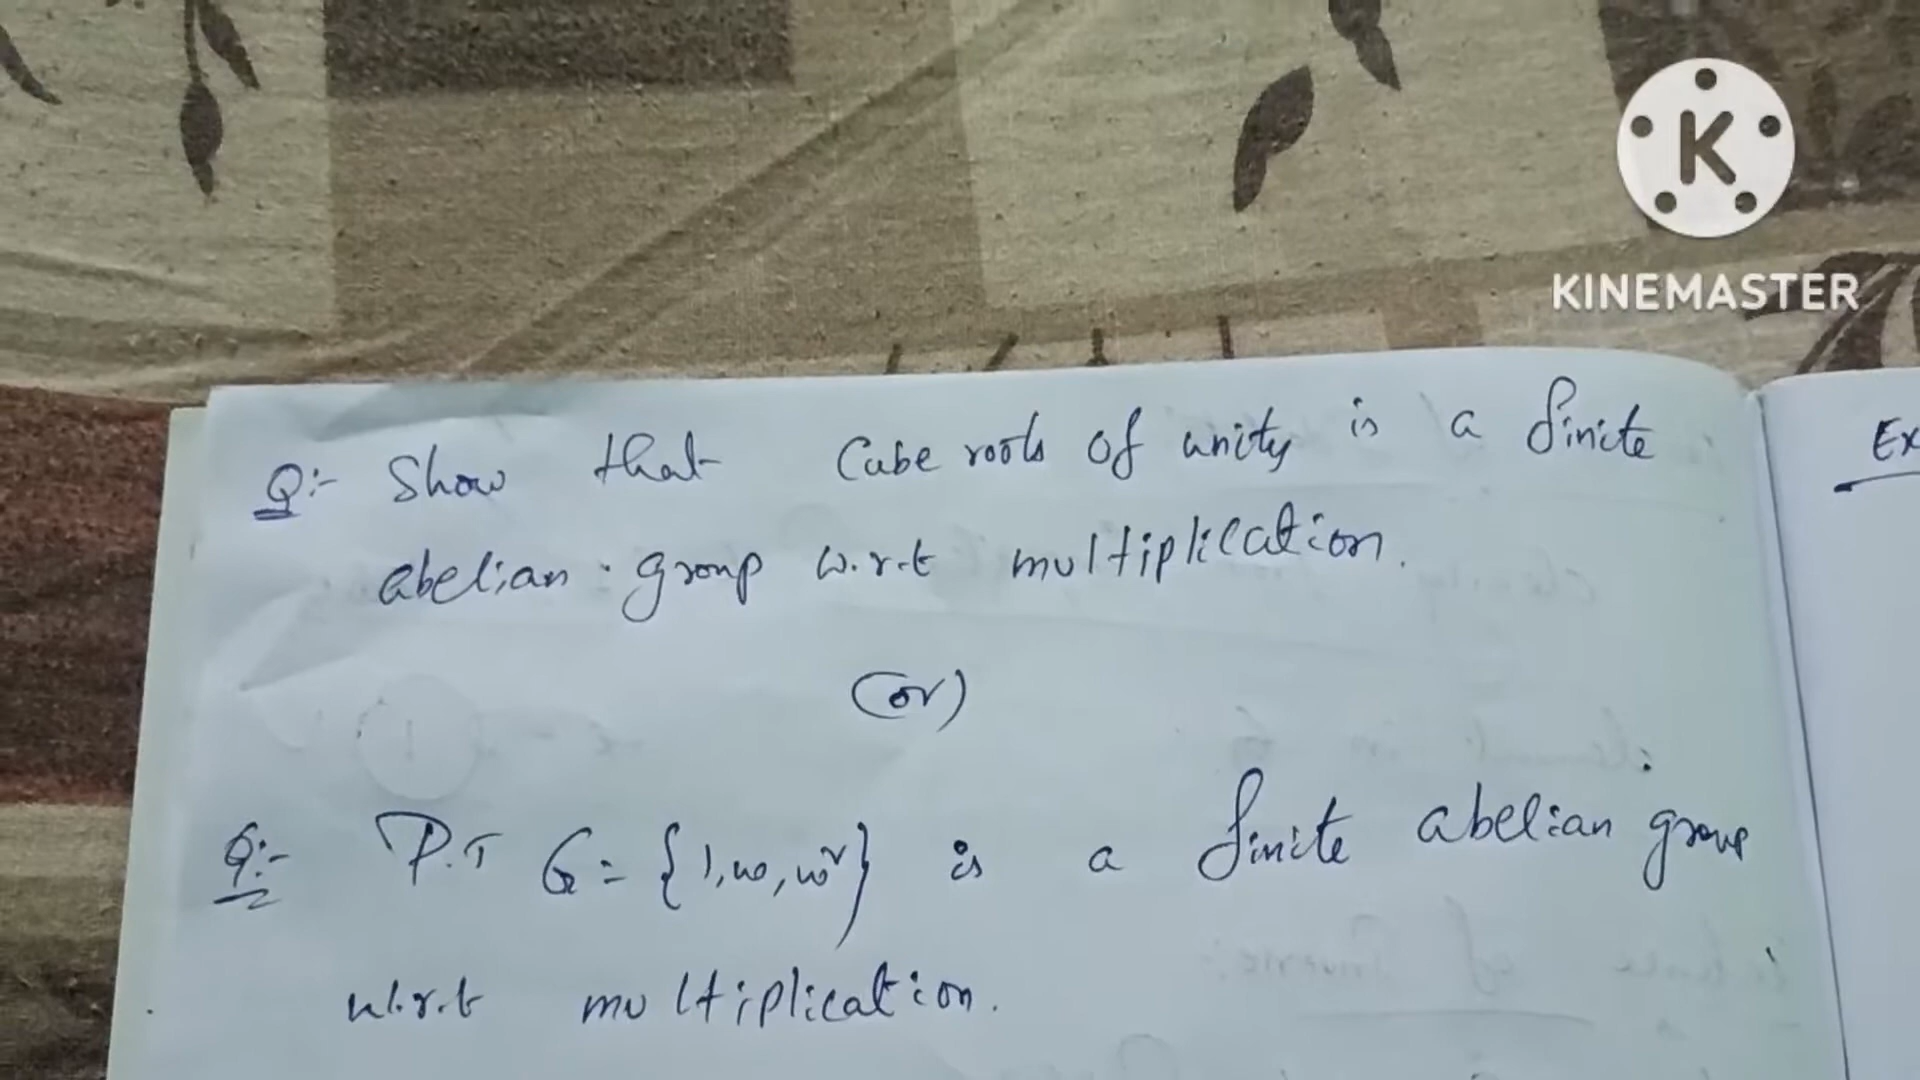 K
KINEMASTER
Q:- Show that Cube roots of unity is a finite
abelian group w.r.t multiplication.
(or)
Q:- P.T G = {1, ω, ω²} is a finite abelian group
w.r.t multiplication.
Ex